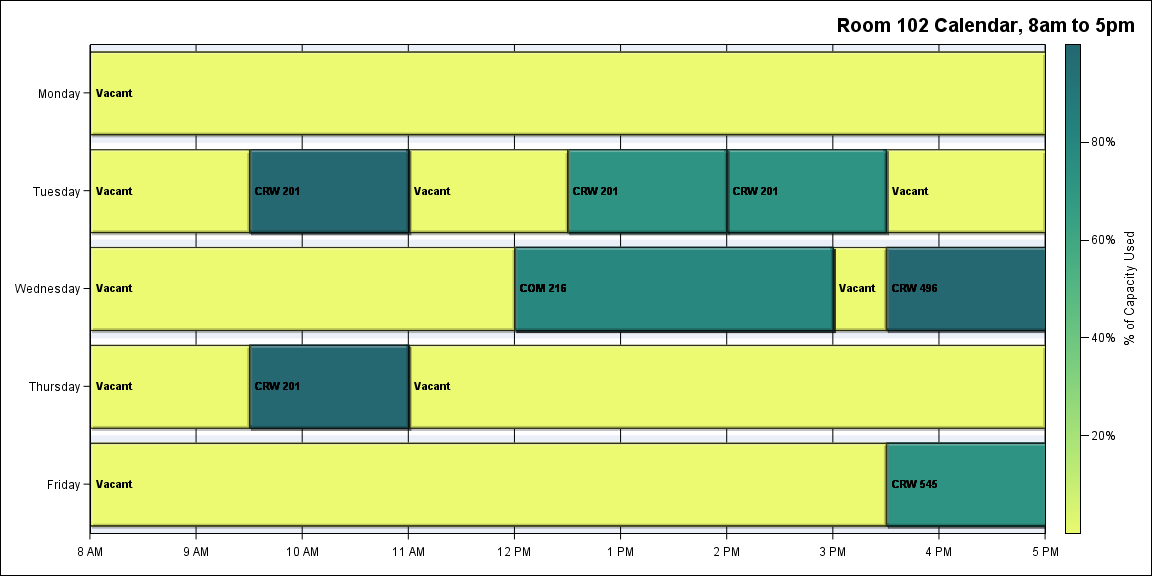 Room 102 Calendar, 8am to 5pm
Monday
Vacant
Tuesday
Vacant
CRW 201
Vacant
CRW 201
CRW 201
Vacant
Wednesday
Vacant
COM 216
Vacant
CRW 496
Thursday
Vacant
CRW 201
Vacant
Friday
Vacant
CRW 545
8 AM
9 AM
10 AM
11 AM
12 PM
1 PM
2 PM
3 PM
4 PM
5 PM
80%
60%
40%
20%
% of Capacity Used